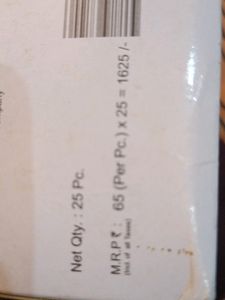 Net Qty. : 25 Pc.
M.R.P ₹ : 65 (Per Pc.) x 25 = 1625 /-
(Incl of all Taxes)